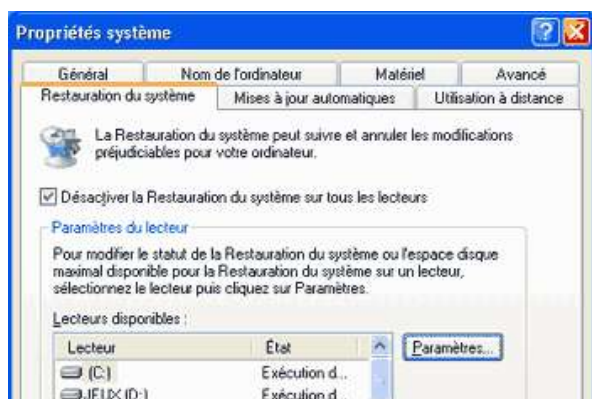 Propriétés système
Général
Nom de l'ordinateur
Matériel
Avancé
Restauration du système
Mises à jour automatiques
Utilisation à distance
La Restauration du système peut suivre et annuler les modifications
préjudiciables pour votre ordinateur.
Désactiver la Restauration du système sur tous les lecteurs
Paramètres du lecteur
Pour modifier le statut de la Restauration du système ou l'espace disque
maximal disponible pour la Restauration du système sur un lecteur,
sélectionnez le lecteur puis cliquez sur Paramètres.
Lecteurs disponibles :
Lecteur
État
Paramètres...
(C:)
Exécution d...
JEUX (D:)
Exécution d...